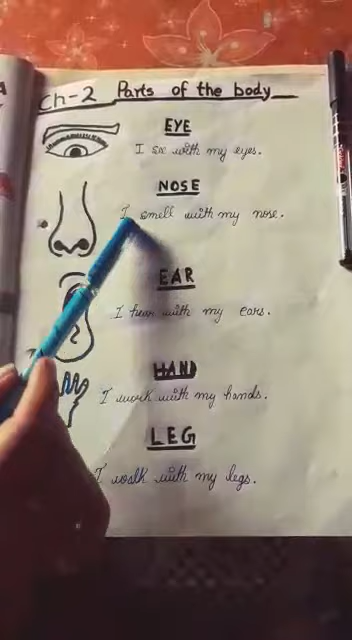 Ch-2 Parts of the body
EYE
I see with my eyes.
NOSE
I smell with my nose.
EAR
I hear with my ears.
HAND
I work with my hands.
LEG
I walk with my legs.